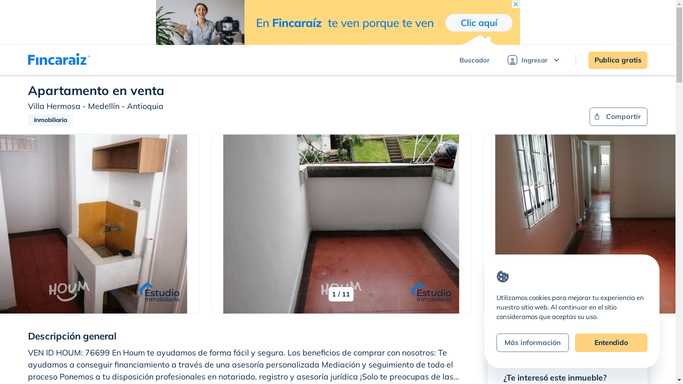 En Fincaraíz te ven porque te ven
Clic aquí
Fincaraiz
Buscador
Ingresar
Publica gratis
Apartamento en venta
Villa Hermosa - Medellín - Antioquia
Inmobiliaria
Compartir
HOUM
Estudio
Inmobiliario
HOUM
Estudio
Inmobiliario
1 / 11
Utilizamos cookies para mejorar tu experiencia en
nuestro sitio web. Al continuar en el sitio
consideramos que aceptas su uso.
Más información
Entendido
Descripción general
VEN ID HOUM: 76699 En Houm te ayudamos de forma fácil y segura. Los beneficios de comprar con nosotros: Te
ayudamos a conseguir financiamiento a través de una asesoría personalizada Mediación y seguimiento de todo el
proceso Ponemos a tu disposición profesionales en notariado, registro y asesoría jurídica ¡Solo te preocupas de las...
¿Te interesó este inmueble?